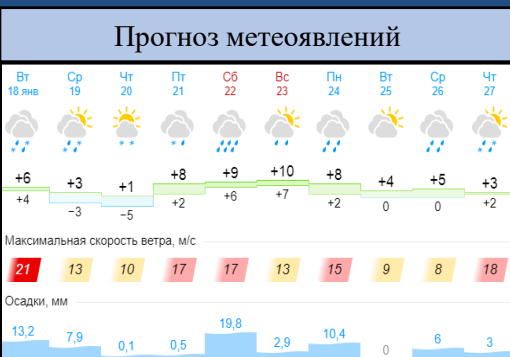 Прогноз метеоявлений
Вт Ср Чт Пт Сб Вс Пн Вт Ср Чт
18 янв 19 20 21 22 23 24 25 26 27
+6 +3 +1 +8 +9 +10 +8 +4 +5 +3
+4 −3 −5 +2 +6 +7 +2 0 0 +2
Максимальная скорость ветра, м/с
21 13 10 17 17 13 15 9 8 18
Осадки, мм
13,2 7,9 0,1 0,5 19,8 2,9 10,4 0 6 3